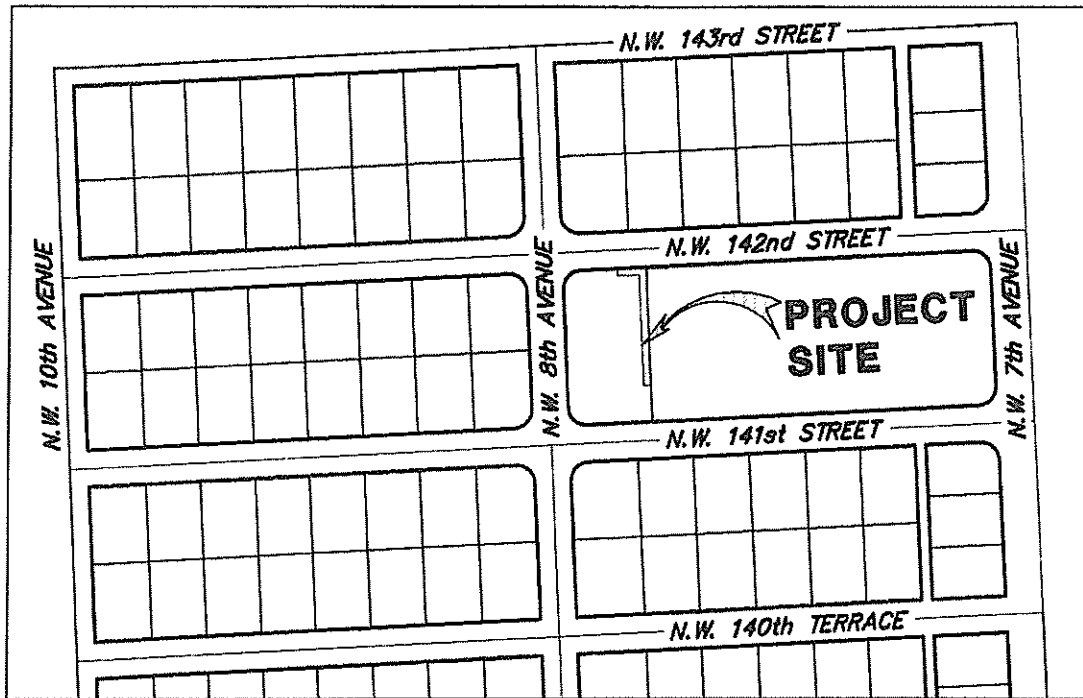 N.W. 143rd STREET
N.W. 142nd STREET
N.W. 10th AVENUE
N.W. 8th AVENUE
PROJECT
SITE
N.W. 7th AVENUE
N.W. 141st STREET
N.W. 140th TERRACE